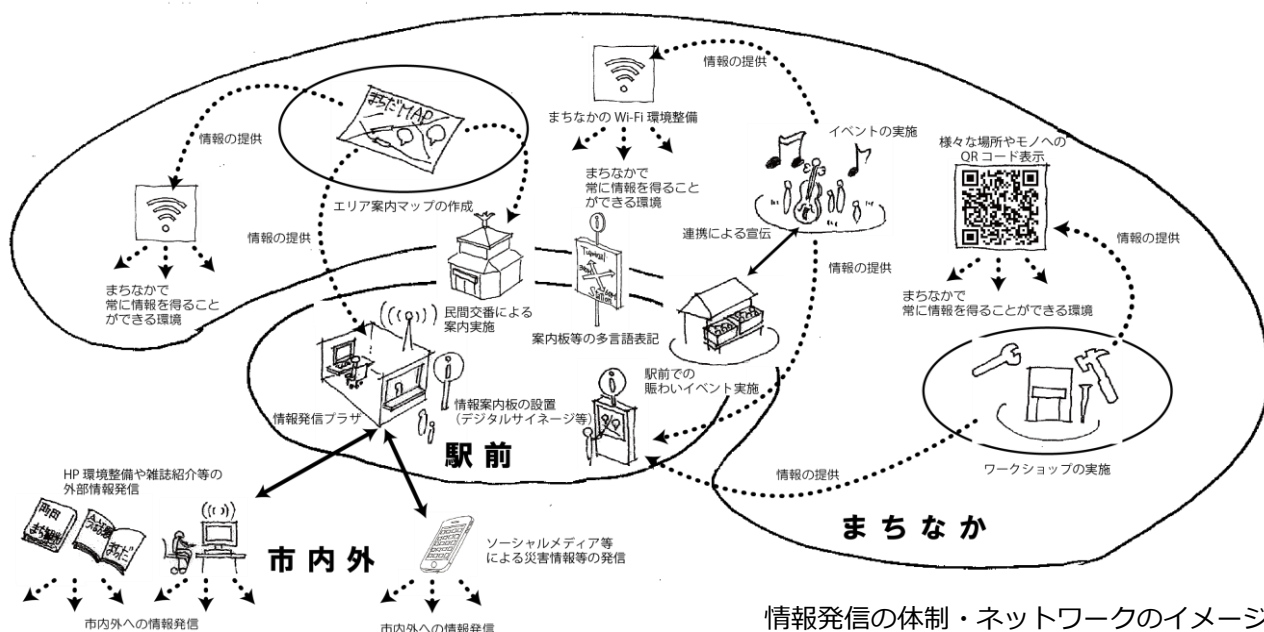 情報の提供
まちだMAP
まちなかのWi-Fi環境整備
情報の提供
イベントの実施
様々な場所やモノへの
QRコード表示
情報の提供
エリア案内マップの作成
まちなかで
常に情報を得ること
ができる環境
連携による宣伝
情報の提供
情報の提供
まちなかで
常に情報を得ること
ができる環境
民間交番による
案内実施
案内板等の多言語表記
Station
まちなかで
常に情報を得ることができる環境
情報発信プラザ
情報案内板の設置
(デジタルサイネージ等)
駅前での
賑わいイベント実施
駅前
情報の提供
ワークショップの実施
まちなか
HP環境整備や雑誌紹介等の
外部情報発信
市内外
ソーシャルメディア等
による災害情報等の発信
市内外への情報発信
市内外への情報発信
情報発信の体制・ネットワークのイメージ